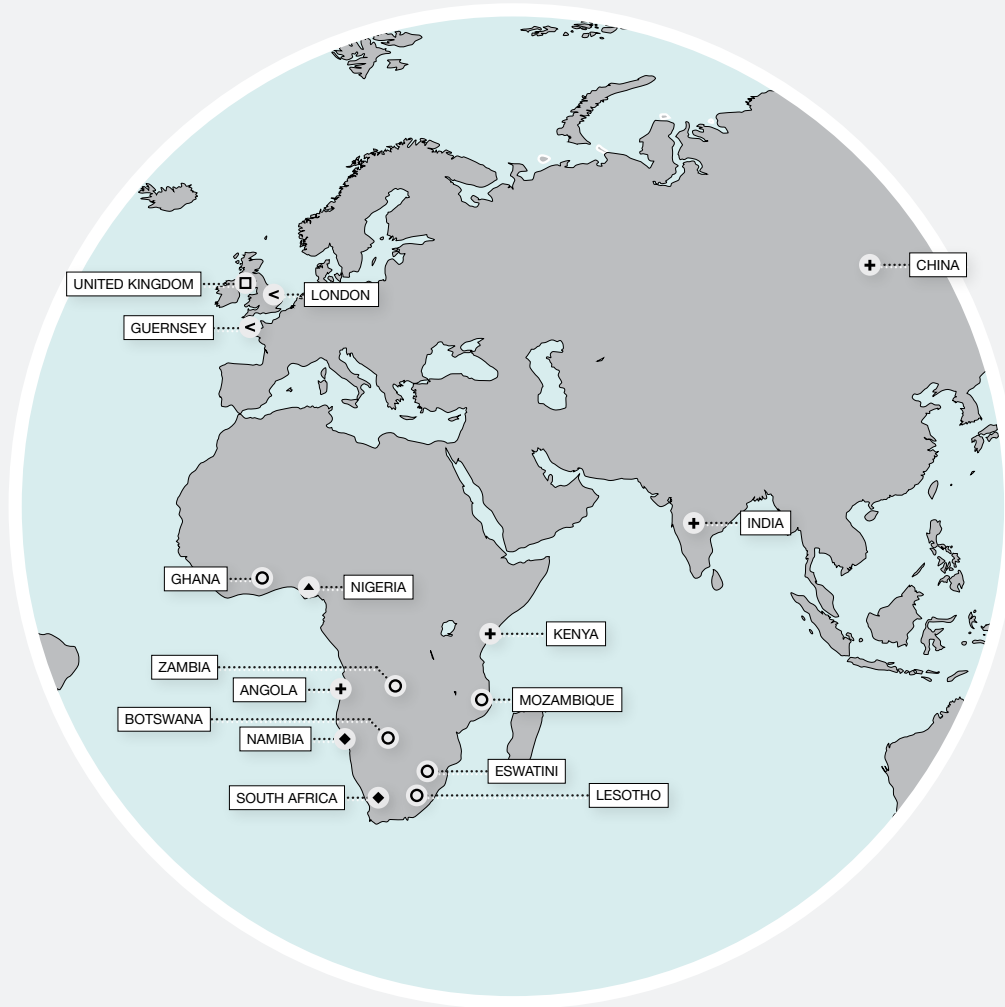 CHINA
UNITED KINGDOM
LONDON
GUERNSEY
INDIA
GHANA
NIGERIA
KENYA
ZAMBIA
ANGOLA
MOZAMBIQUE
BOTSWANA
NAMIBIA
ESWATINI
SOUTH AFRICA
LESOTHO